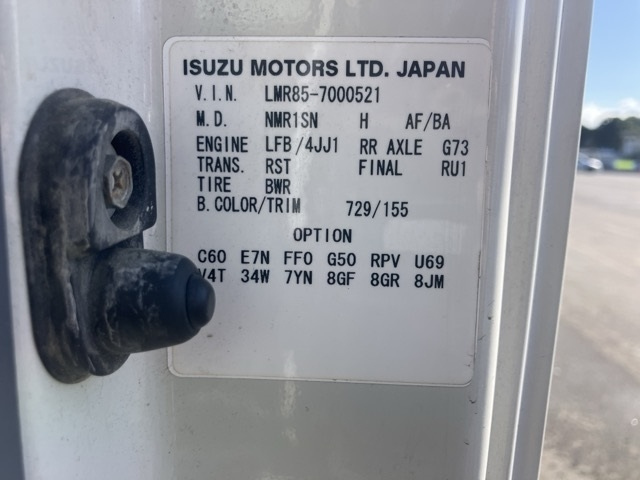 ISUZU MOTORS LTD. JAPAN
V.I.N. LMR85-7000521
M.D. NMR1SN H AF/BA
ENGINE LFB/4JJ1 RR AXLE G73
TRANS. RST FINAL RU1
TIRE BWR
B.COLOR/TRIM 729/155
OPTION
C60 E7N FF0 G50 RPV U69
V4T 34W 7YN 8GF 8GR 8JM